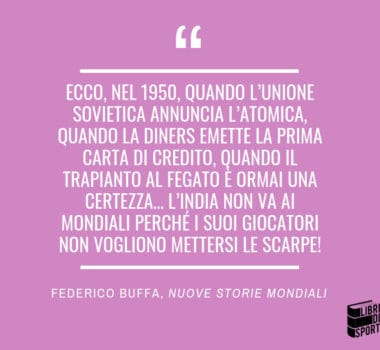 “
ECCO, NEL 1950, QUANDO L’UNIONE
SOVIETICA ANNUNCIA L’ATOMICA,
QUANDO LA DINERS EMETTE LA PRIMA
CARTA DI CREDITO, QUANDO IL
TRAPIANTO AL FEGATO È ORMAI UNA
CERTEZZA... L’INDIA NON VA AI
MONDIALI PERCHÉ I SUOI GIOCATORI
NON VOGLIONO METTERSI LE SCARPE!
FEDERICO BUFFA, NUOVE STORIE MONDIALI
LIBRI
DI
SPORT